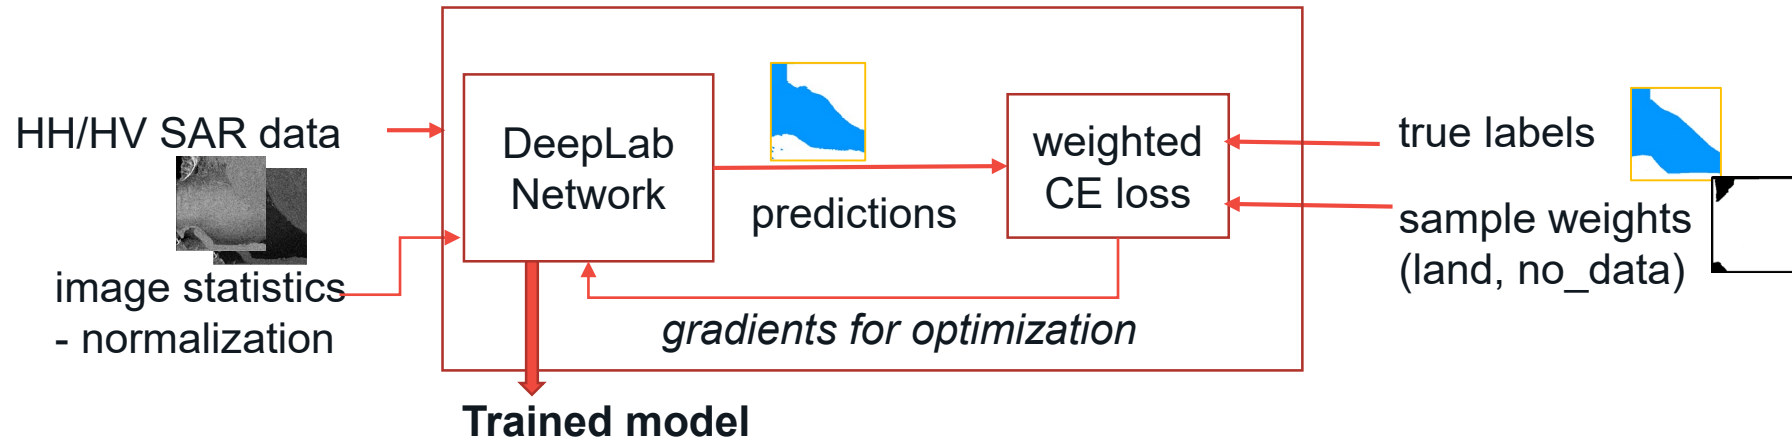 HH/HV SAR data
image statistics
- normalization
DeepLab
Network
predictions
weighted
CE loss
gradients for optimization
true labels
sample weights
(land, no_data)
Trained model